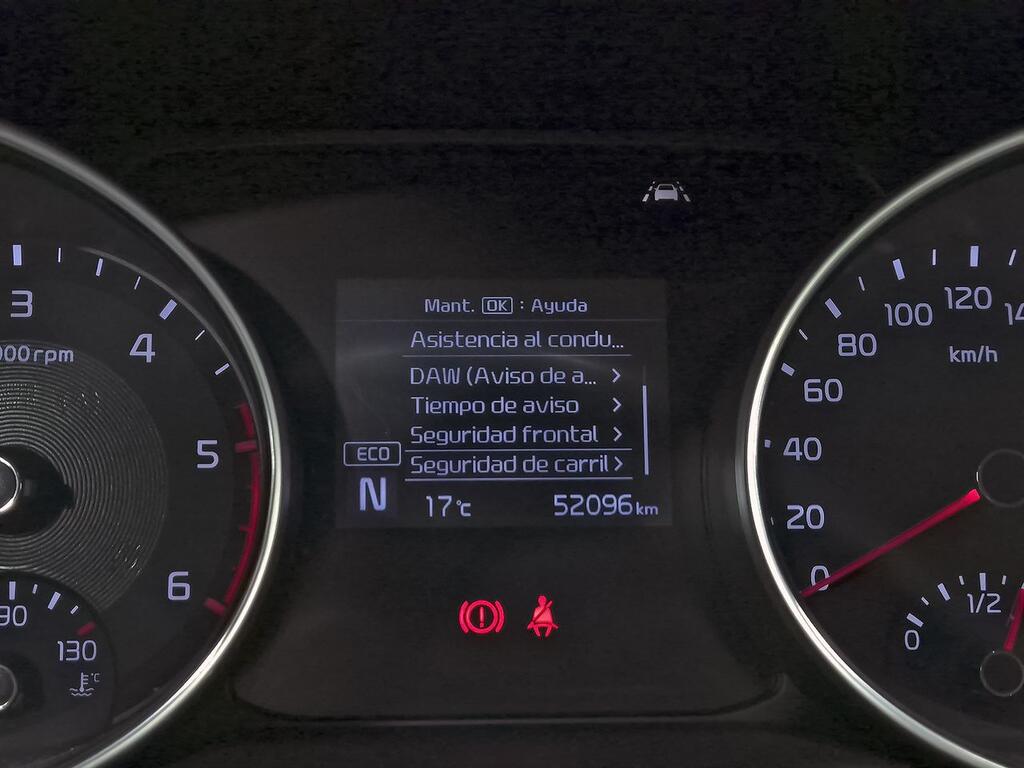 Mant. OK : Ayuda
Asistencia al condu...
DAW (Aviso de a... >
Tiempo de aviso >
Seguridad frontal >
Seguridad de carril >
ECO
N
17°C 52096 km
3
4
5
6
000 rpm
90
130
°C
0
20
40
60
80
100
120
14
km/h
0
1/2